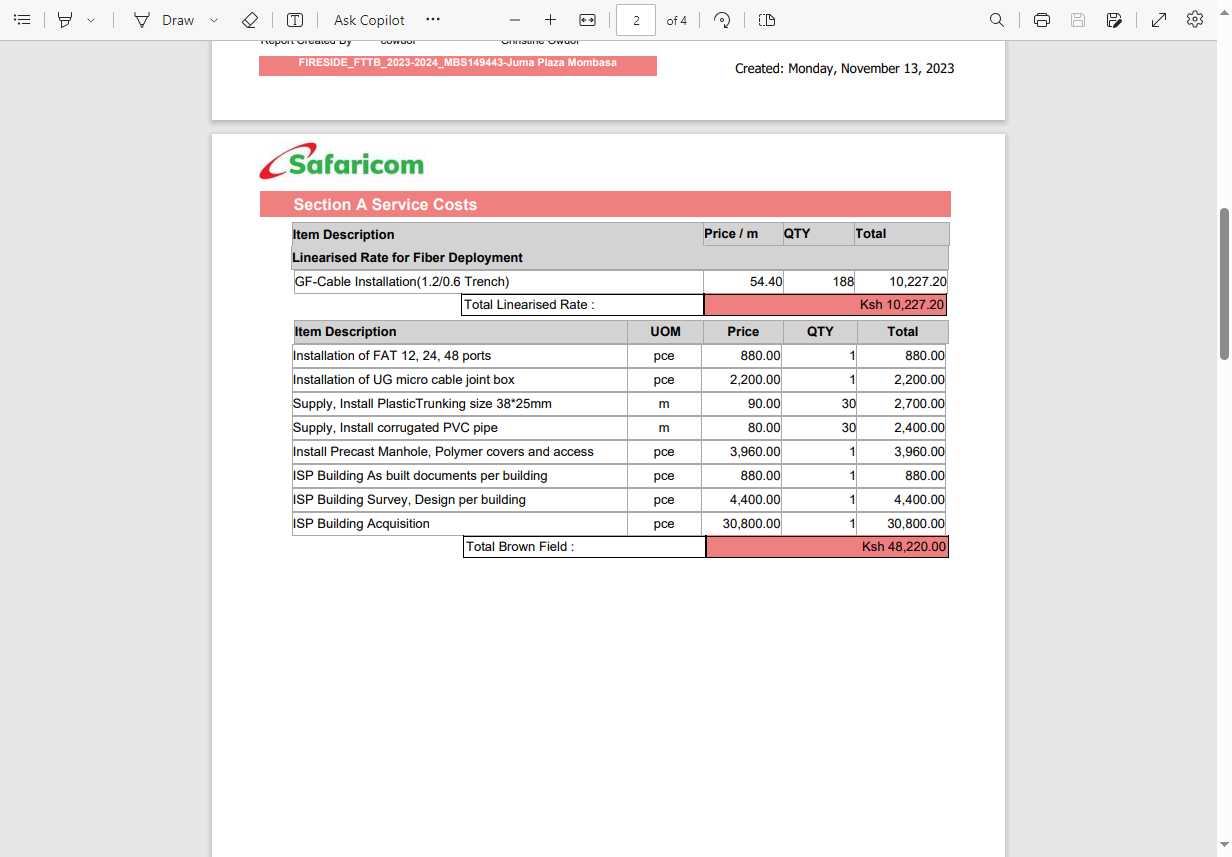 Draw
Ask Copilot
2 of 4
Report Created By cowuor Christine Owuor
FIRESIDE_FTTB_2023-2024_MBS149443-Juma Plaza Mombasa
Created: Monday, November 13, 2023
Safaricom
Section A Service Costs
Item Description Price / m QTY Total
Linearised Rate for Fiber Deployment
GF-Cable Installation(1.2/0.6 Trench) 54.40 188 10,227.20
Total Linearised Rate : Ksh 10,227.20
Item Description UOM Price QTY Total
Installation of FAT 12, 24, 48 ports pce 880.00 1 880.00
Installation of UG micro cable joint box pce 2,200.00 1 2,200.00
Supply, Install PlasticTrunking size 38*25mm m 90.00 30 2,700.00
Supply, Install corrugated PVC pipe m 80.00 30 2,400.00
Install Precast Manhole, Polymer covers and access pce 3,960.00 1 3,960.00
ISP Building As built documents per building pce 880.00 1 880.00
ISP Building Survey, Design per building pce 4,400.00 1 4,400.00
ISP Building Acquisition pce 30,800.00 1 30,800.00
Total Brown Field : Ksh 48,220.00